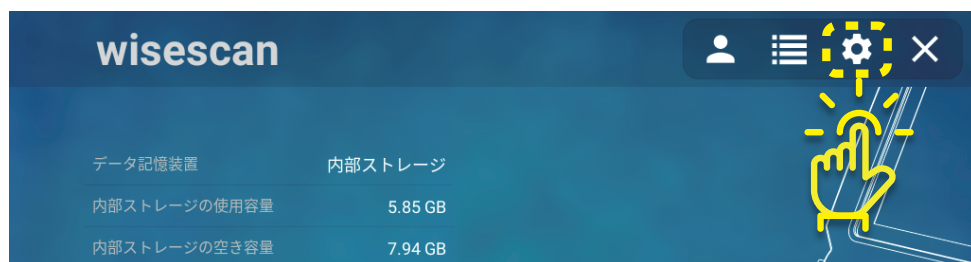 wisescan
データ記憶装置 内部ストレージ
内部ストレージの使用容量 5.85 GB
内部ストレージの空き容量 7.94 GB